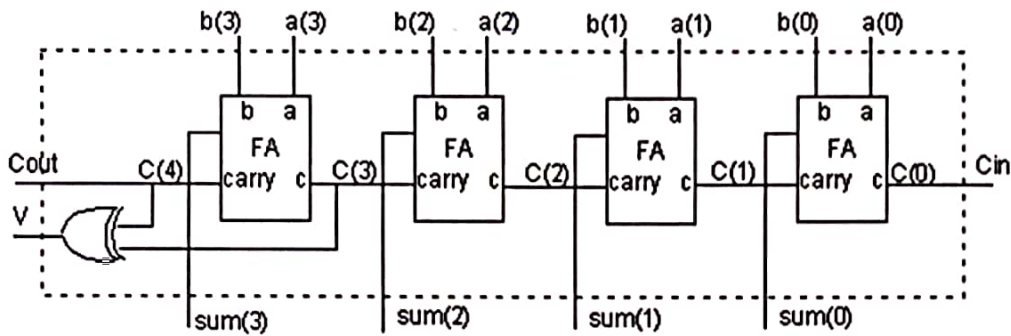 b(3) a(3) b(2) a(2) b(1) a(1) b(0) a(0)
b a b a b a b a
FA FA FA FA
Cout C(4) carry c C(3) carry c C(2) carry c C(1) carry c C(0) Cin
V
sum(3) sum(2) sum(1) sum(0)